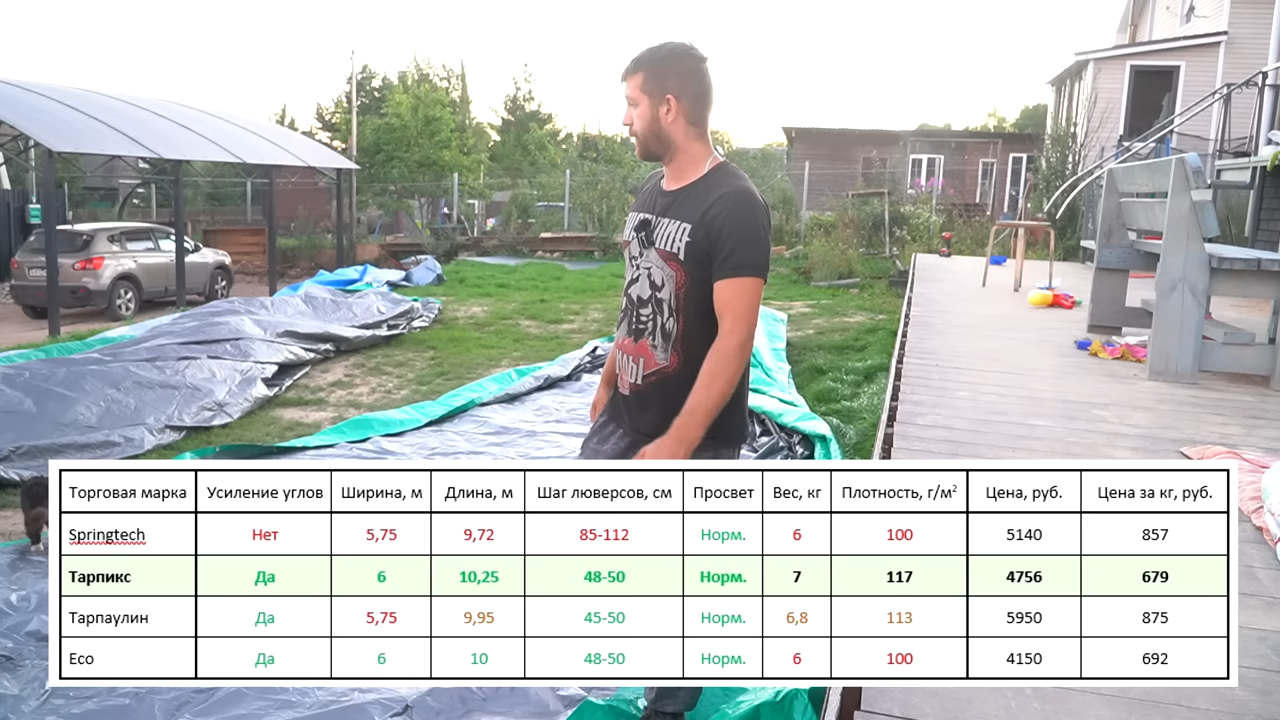 Торговая марка Усиление углов Ширина, м Длина, м Шаг люверсов, см Просвет Вес, кг Плотность, г/м² Цена, руб. Цена за кг, руб.
Springtech Нет 5,75 9,72 85-112 Норм. 6 100 5140 857
Тарпикс Да 6 10,25 48-50 Норм. 7 117 4756 679
Тарпаулин Да 5,75 9,95 45-50 Норм. 6,8 113 5950 875
Eco Да 6 10 48-50 Норм. 6 100 4150 692